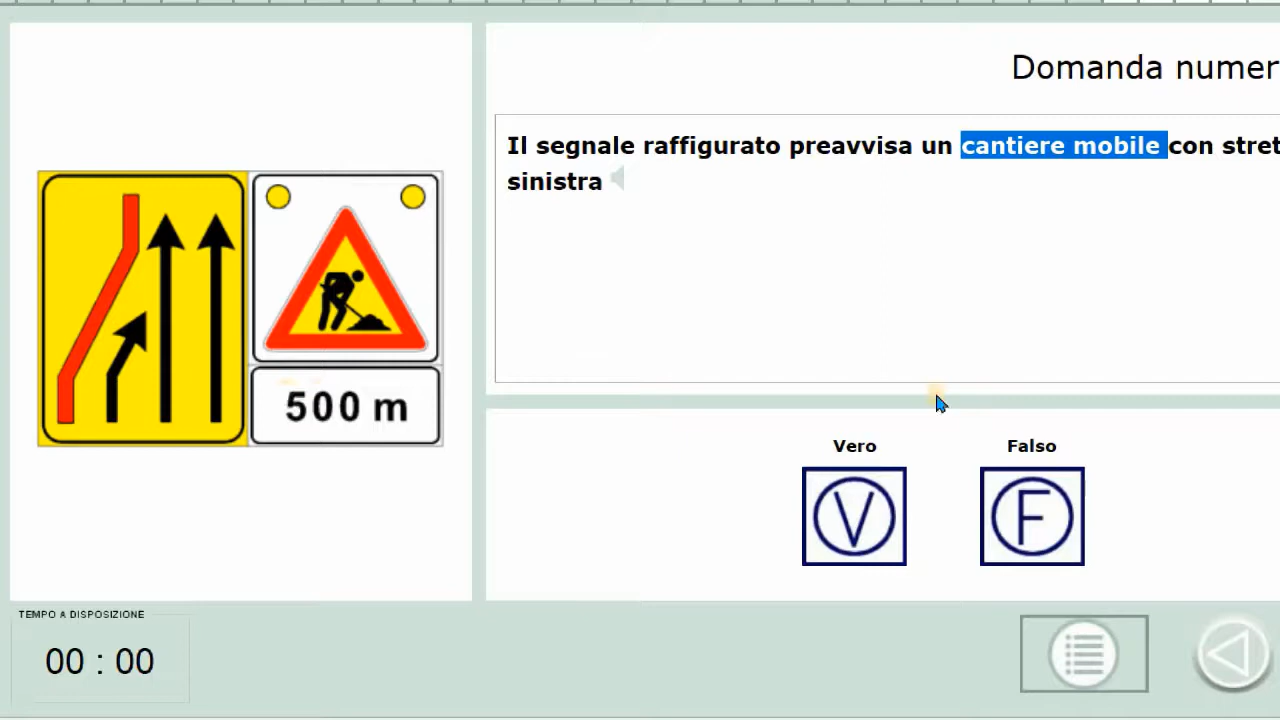 Domanda numer
Il segnale raffigurato preavvisa un cantiere mobile con stret
sinistra
500 m
Vero
Falso
V
F
TEMPO A DISPOSIZIONE
00 : 00